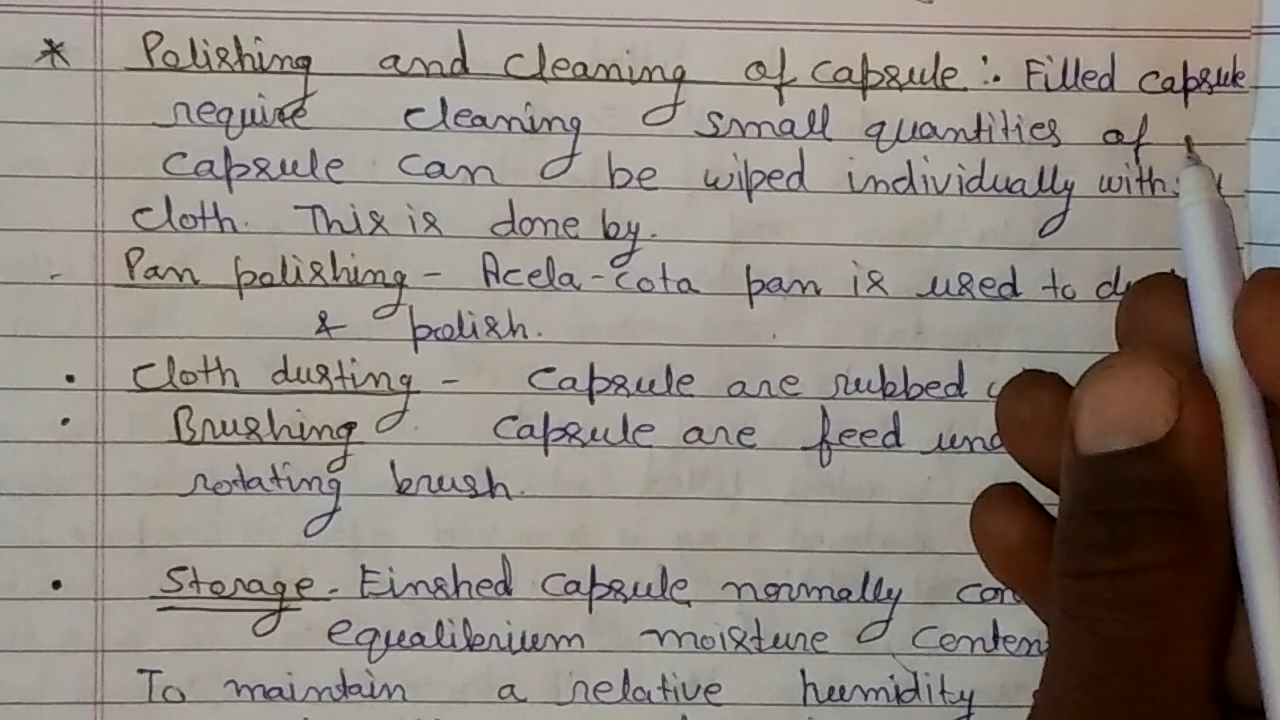 * Polishing and cleaning of capsule :. Filled capsule
require cleaning small quantities of
capsule can be wiped individually with
cloth. This is done by.
- Pan polishing - Acela-cota pan is used to
& polish.
• Cloth dusting - Capsule are rubbed
• Brushing Capsule are feed
rotating brush.
• Storage - Einshed capsule normally
equalibrium moisture
To maintain a relative humidity